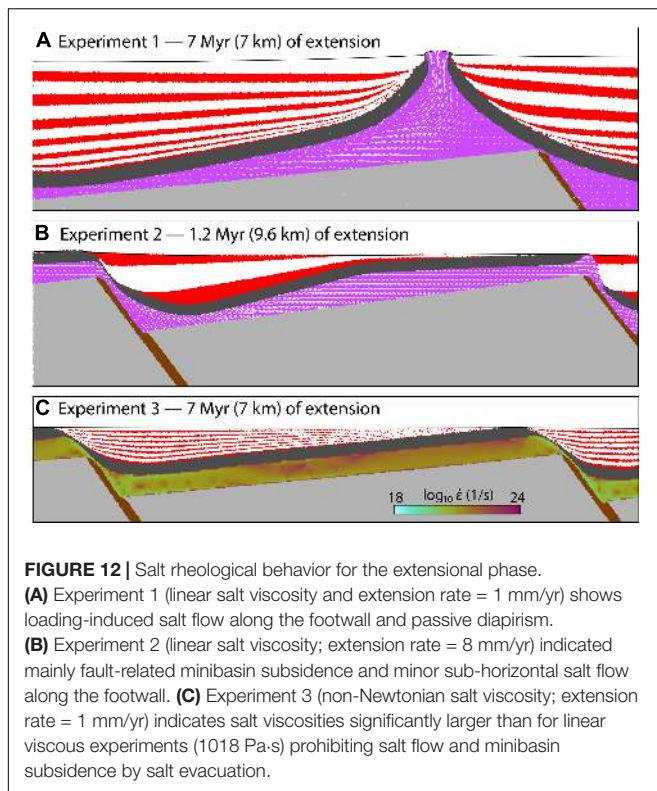 A Experiment 1 — 7 Myr (7 km) of extension
B Experiment 2 — 1.2 Myr (9.6 km) of extension
C Experiment 3 — 7 Myr (7 km) of extension
log₁₀ ε̇ (1/s)
18 24
FIGURE 12 | Salt rheological behavior for the extensional phase.
(A) Experiment 1 (linear salt viscosity and extension rate = 1 mm/yr) shows
loading-induced salt flow along the footwall and passive diapirism.
(B) Experiment 2 (linear salt viscosity; extension rate = 8 mm/yr) indicated
mainly fault-related minibasin subsidence and minor sub-horizontal salt flow
along the footwall. (C) Experiment 3 (non-Newtonian salt viscosity; extension
rate = 1 mm/yr) indicates salt viscosities significantly larger than for linear
viscous experiments (1018 Pa·s) prohibiting salt flow and minibasin
subsidence by salt evacuation.